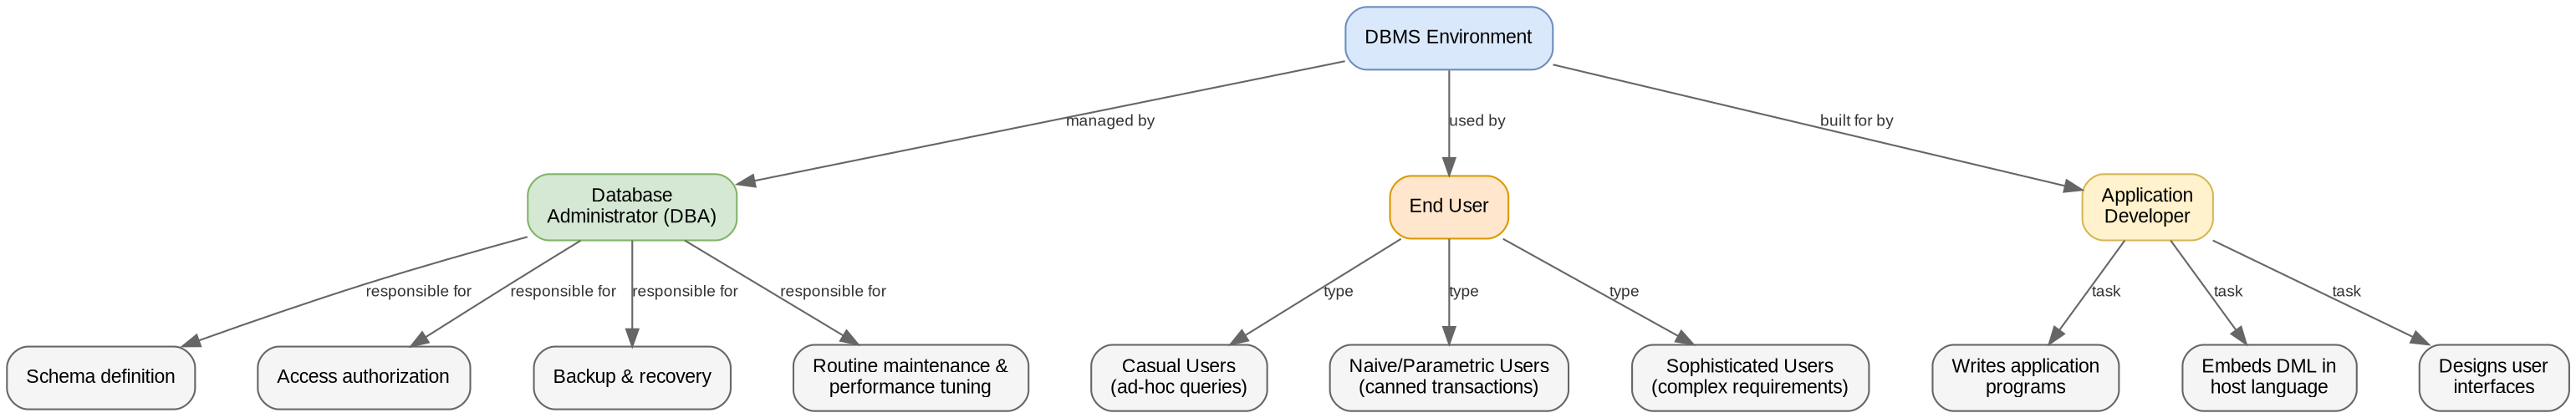 DBMS Environment
managed by
used by
built for by
Database
Administrator (DBA)
End User
Application
Developer
responsible for
responsible for
responsible for
responsible for
type
type
type
task
task
task
Schema definition
Access authorization
Backup & recovery
Routine maintenance &
performance tuning
Casual Users
(ad-hoc queries)
Naive/Parametric Users
(canned transactions)
Sophisticated Users
(complex requirements)
Writes application
programs
Embeds DML in
host language
Designs user
interfaces